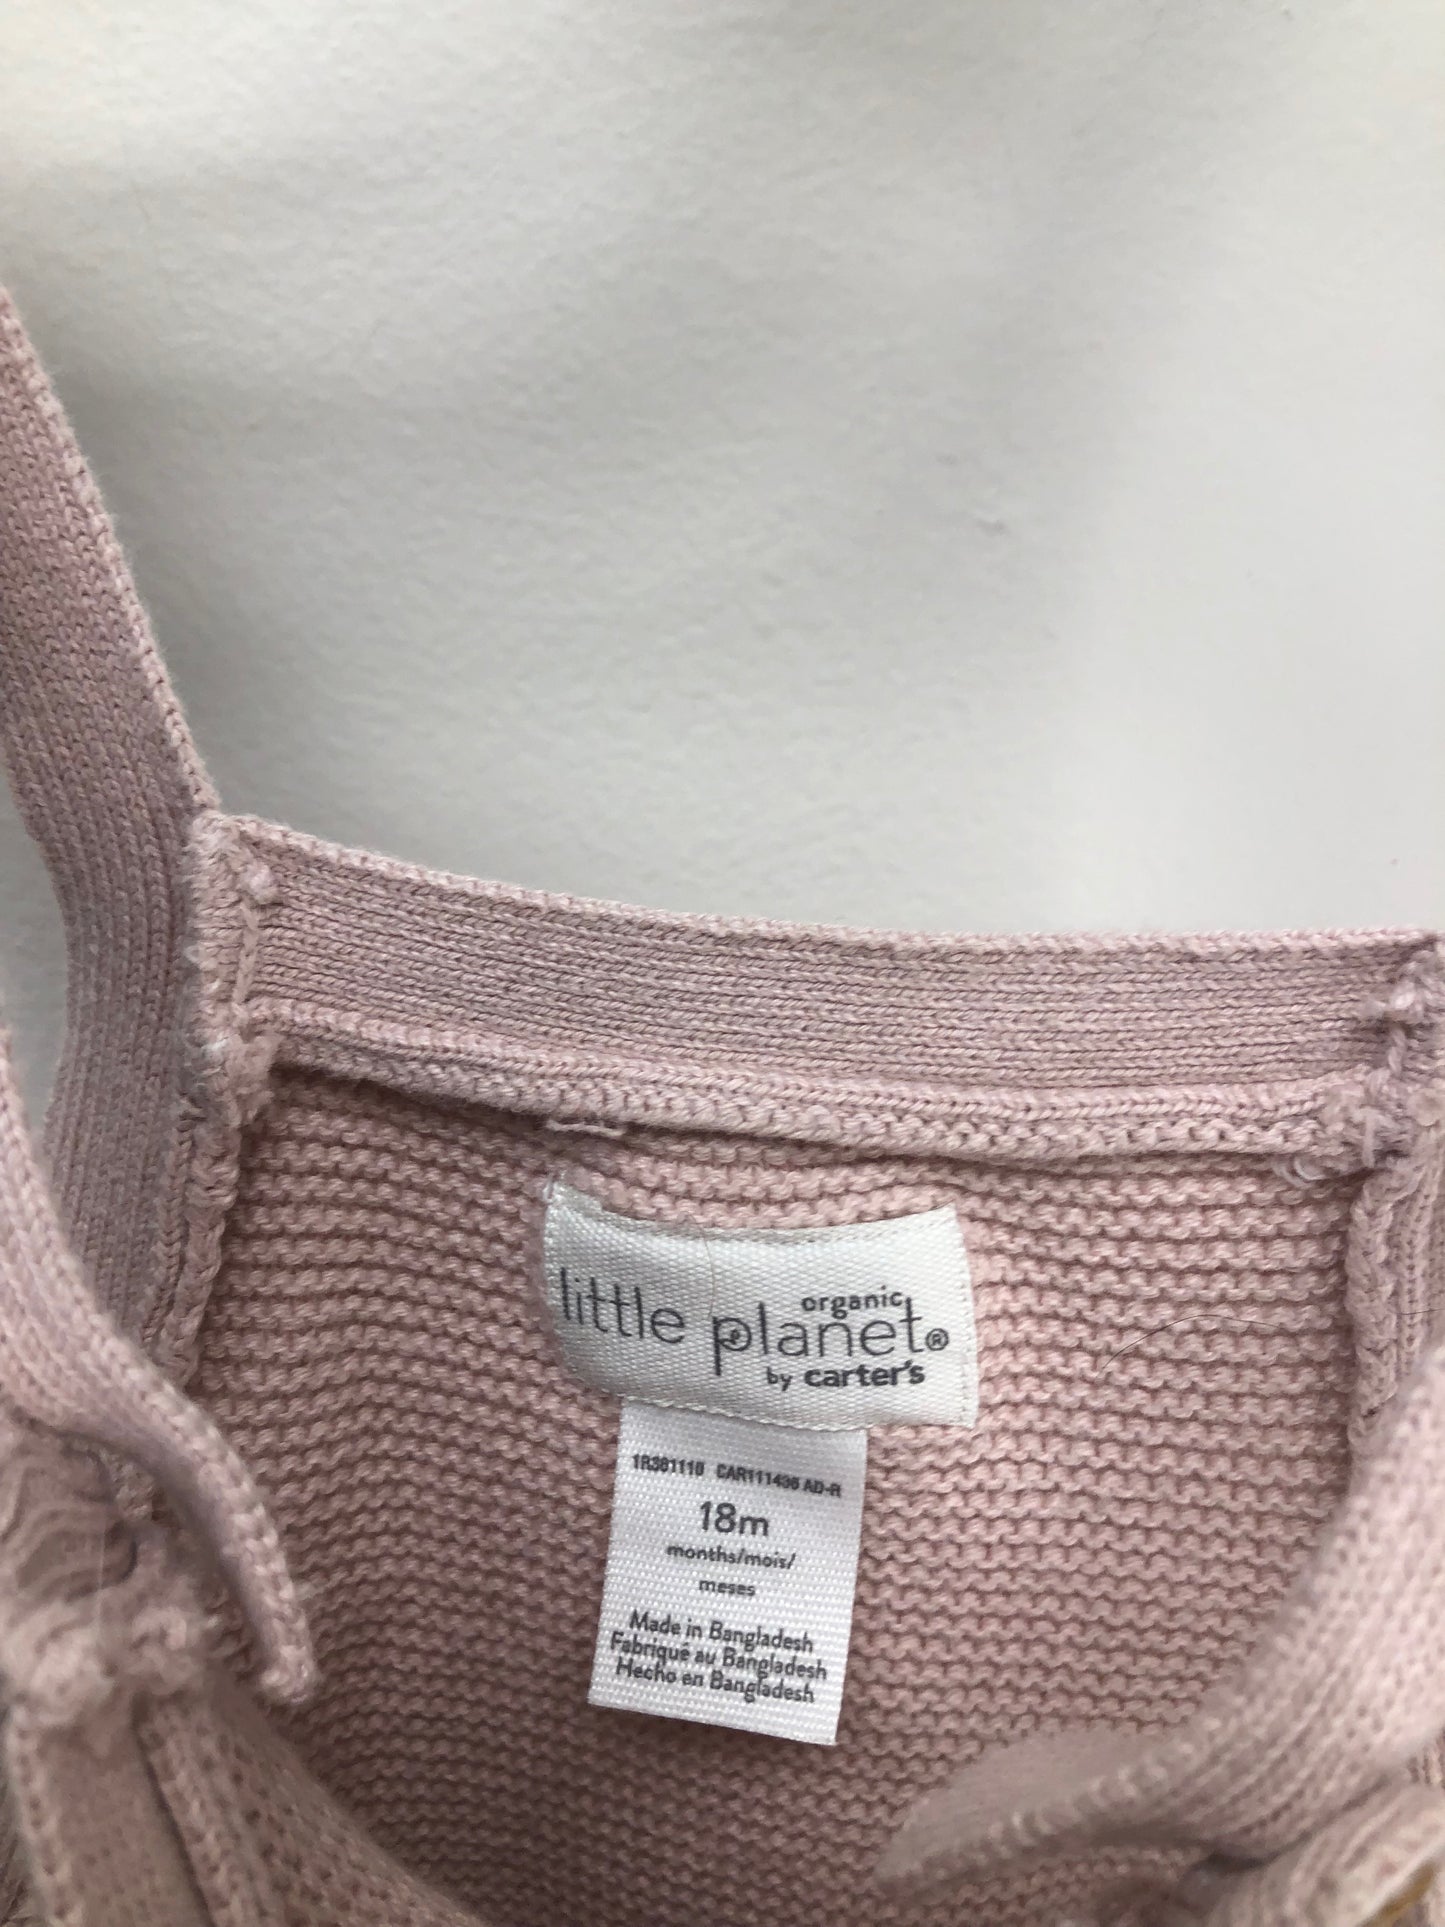 organic
little planet®
by carter's
1R381110 CAR111436 AD-R
18m
months/mois/
meses
Made in Bangladesh
Fabriqué au Bangladesh
Hecho en Bangladesh